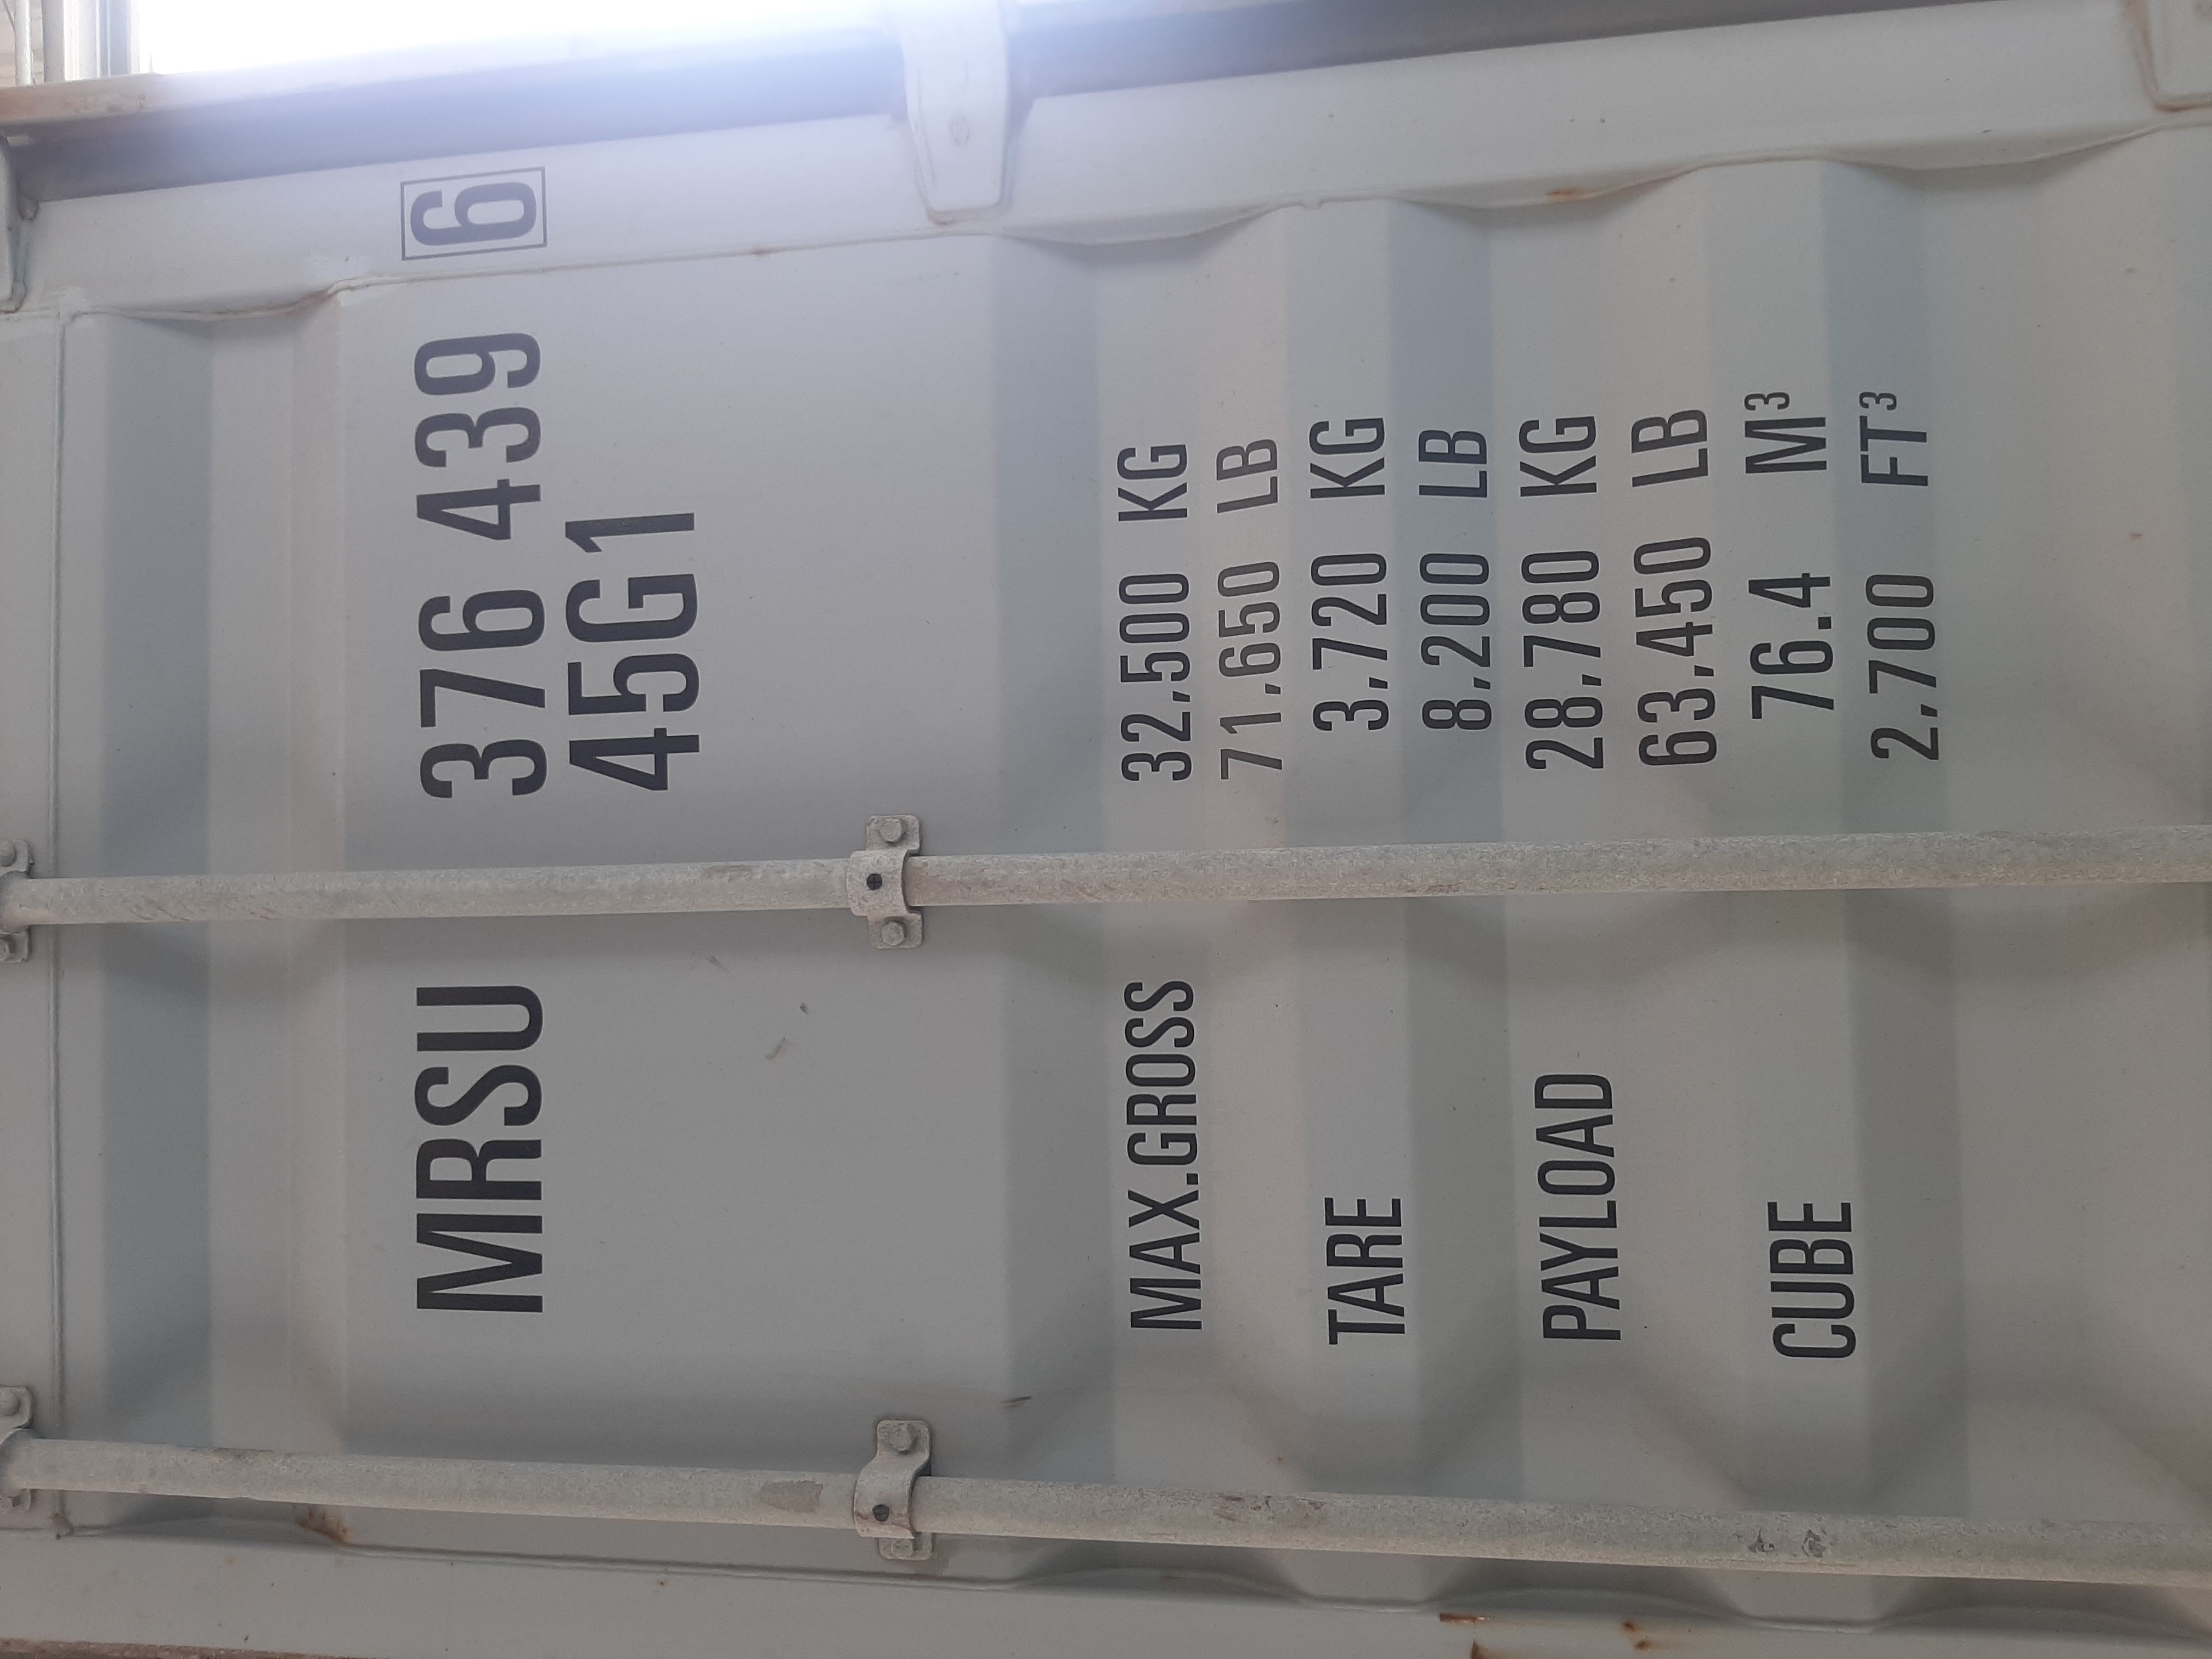 MRSU 376 439 6
45G1
MAX.GROSS 32,500 KG
71,650 LB
TARE 3,720 KG
8,200 LB
PAYLOAD 28,780 KG
63,450 LB
CUBE 76.4 M³
2,700 FT³